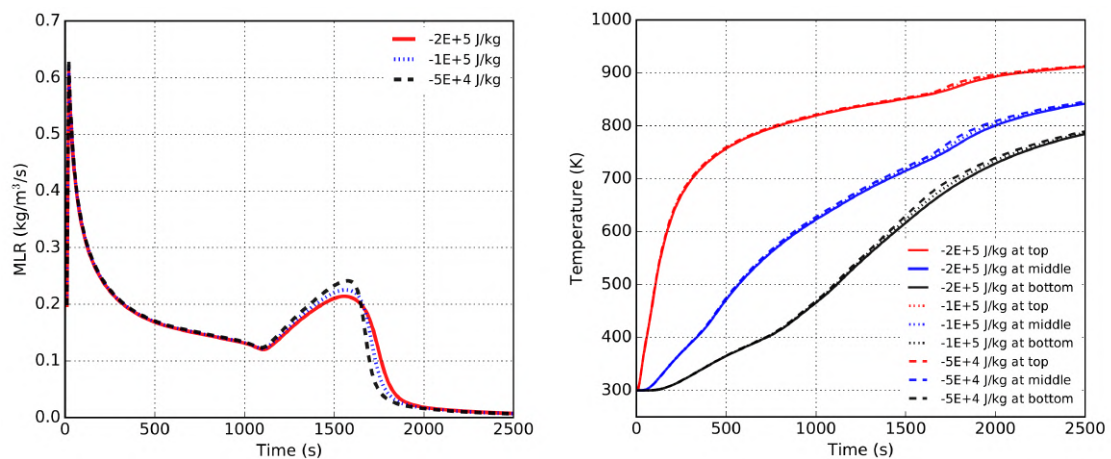 0.7
0.6
0.5
0.4
0.3
0.2
0.1
0.0
MLR (kg/m³/s)
-2E+5 J/kg
-1E+5 J/kg
-5E+4 J/kg
0 500 1000 1500 2000 2500
Time (s)
1000
900
800
700
600
500
400
300
Temperature (K)
-2E+5 J/kg at top
-2E+5 J/kg at middle
-2E+5 J/kg at bottom
-1E+5 J/kg at top
-1E+5 J/kg at middle
-1E+5 J/kg at bottom
-5E+4 J/kg at top
-5E+4 J/kg at middle
-5E+4 J/kg at bottom
0 500 1000 1500 2000 2500
Time (s)